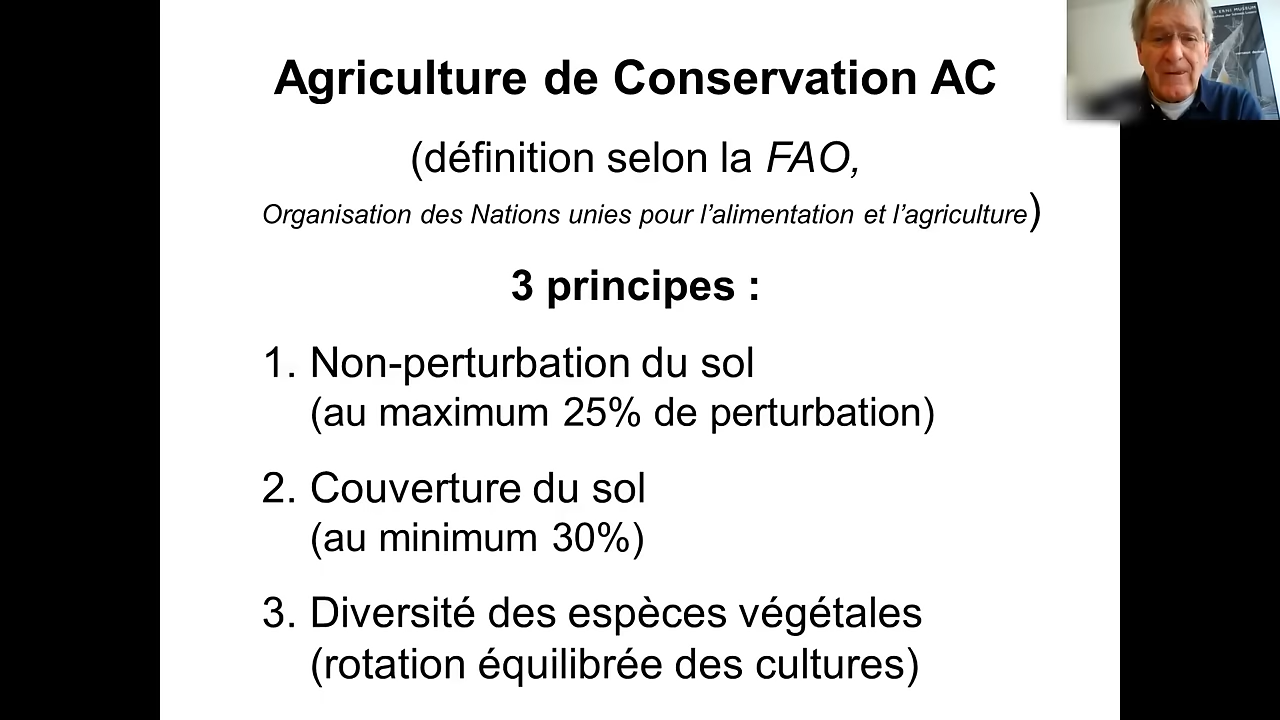 Agriculture de Conservation AC
(définition selon la FAO,
Organisation des Nations unies pour l’alimentation et l’agriculture)
3 principes :
1. Non-perturbation du sol
(au maximum 25% de perturbation)
2. Couverture du sol
(au minimum 30%)
3. Diversité des espèces végétales
(rotation équilibrée des cultures)
ERNI MUSEUM